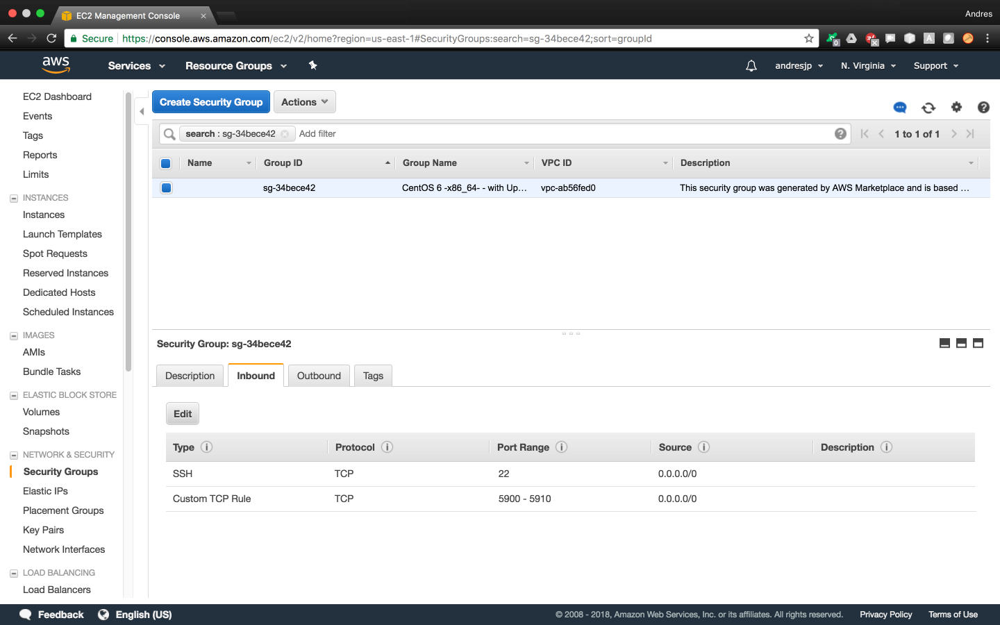 EC2 Management Console
Andres
Secure https://console.aws.amazon.com/ec2/v2/home?region=us-east-1#SecurityGroups:search=sg-34bece42;sort=groupId
aws Services Resource Groups andresjp N. Virginia Support
EC2 Dashboard
Events
Tags
Reports
Limits
INSTANCES
Instances
Launch Templates
Spot Requests
Reserved Instances
Dedicated Hosts
Scheduled Instances
IMAGES
AMIs
Bundle Tasks
ELASTIC BLOCK STORE
Volumes
Snapshots
NETWORK & SECURITY
Security Groups
Elastic IPs
Placement Groups
Key Pairs
Network Interfaces
LOAD BALANCING
Load Balancers
Create Security Group Actions
search : sg-34bece42 Add filter 1 to 1 of 1
Name Group ID Group Name VPC ID Description
sg-34bece42 CentOS 6 -x86_64- - with Up... vpc-ab56fed0 This security group was generated by AWS Marketplace and is based ...
Security Group: sg-34bece42
Description Inbound Outbound Tags
Edit
Type Protocol Port Range Source Description
SSH TCP 22 0.0.0.0/0
Custom TCP Rule TCP 5900 - 5910 0.0.0.0/0
Feedback English (US) © 2008 - 2018, Amazon Web Services, Inc. or its affiliates. All rights reserved. Privacy Policy Terms of Use